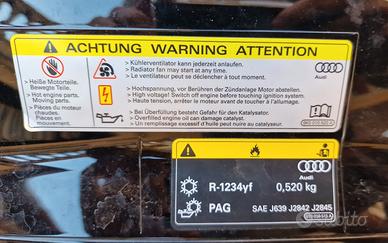 ACHTUNG WARNING ATTENTION
> Kühlerventilator kann jederzeit anlaufen.
> Radiator fan may start at any time.
> Le ventilateur peut se déclencher à tout moment.
Audi
> Heiße Motorteile.
Bewegte Teile.
> Hot engine parts.
Moving parts.
> Pièces du moteur
chaudes.
Pièces en
mouvement.
> Hochspannung, vor Berühren der Zündanlage Motor abstellen.
> High voltage! Switch off engine before touching ignition system.
> Haute tension, arrêter le moteur avant de toucher à l'allumage.
> Ölüberfüllung, Gefahr für den Katalysator.
> Overfilled engine oil can damage catalyst.
> Un remplissage excessif d'huile peut nuire au catalyseur.
Audi
R-1234yf 0,520 kg
PAG SAE J639 J2842 J2845
Subito